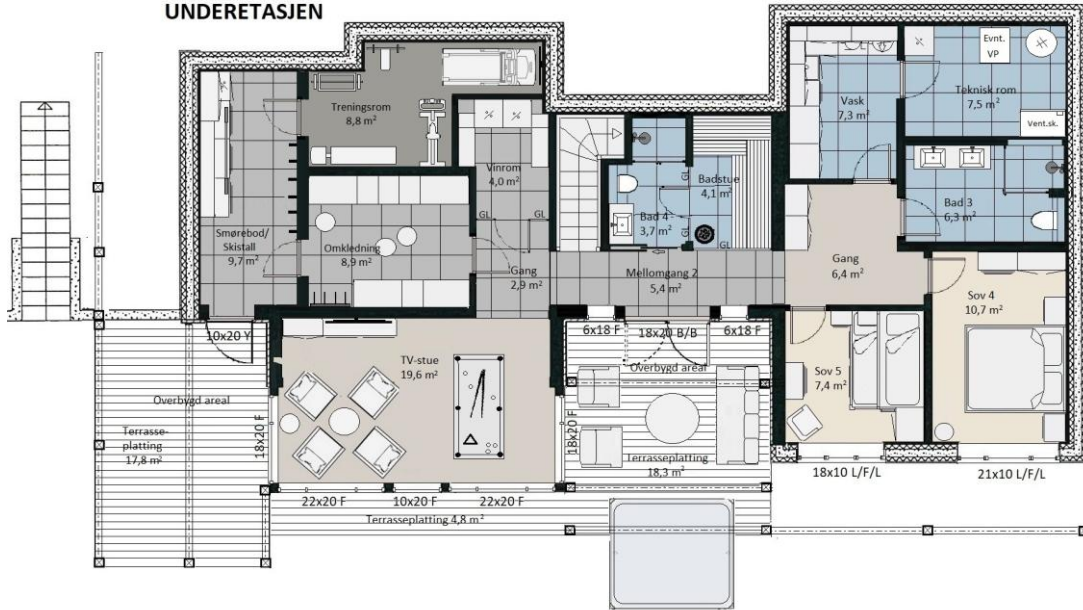 UNDERETASJEN
Treningsrom
8,8 m²
Vinrom
4,0 m²
Smørebod/
Skistall
9,7 m²
Omkledning
8,9 m²
GL
GL
Gang
2,9 m²
GL
Badstue
4,1 m²
Bad 4
3,7 m²
GL
GL
Mellomgang 2
5,4 m²
Vask
7,3 m²
Evnt.
VP
Teknisk rom
7,5 m²
Vent.sk.
Bad 3
6,3 m²
Gang
6,4 m²
Sov 4
10,7 m²
Sov 5
7,4 m²
10x20 Y
6x18 F
18x20 B/B
6x18 F
TV-stue
19,6 m²
Overbygd areal
Overbygd areal
Terrasse-
platting
17,8 m²
18x20 F
18x20 F
Terrasseplatting
18,3 m²
18x10 L/F/L
21x10 L/F/L
22x20 F
10x20 F
22x20 F
Terrasseplatting 4,8 m²